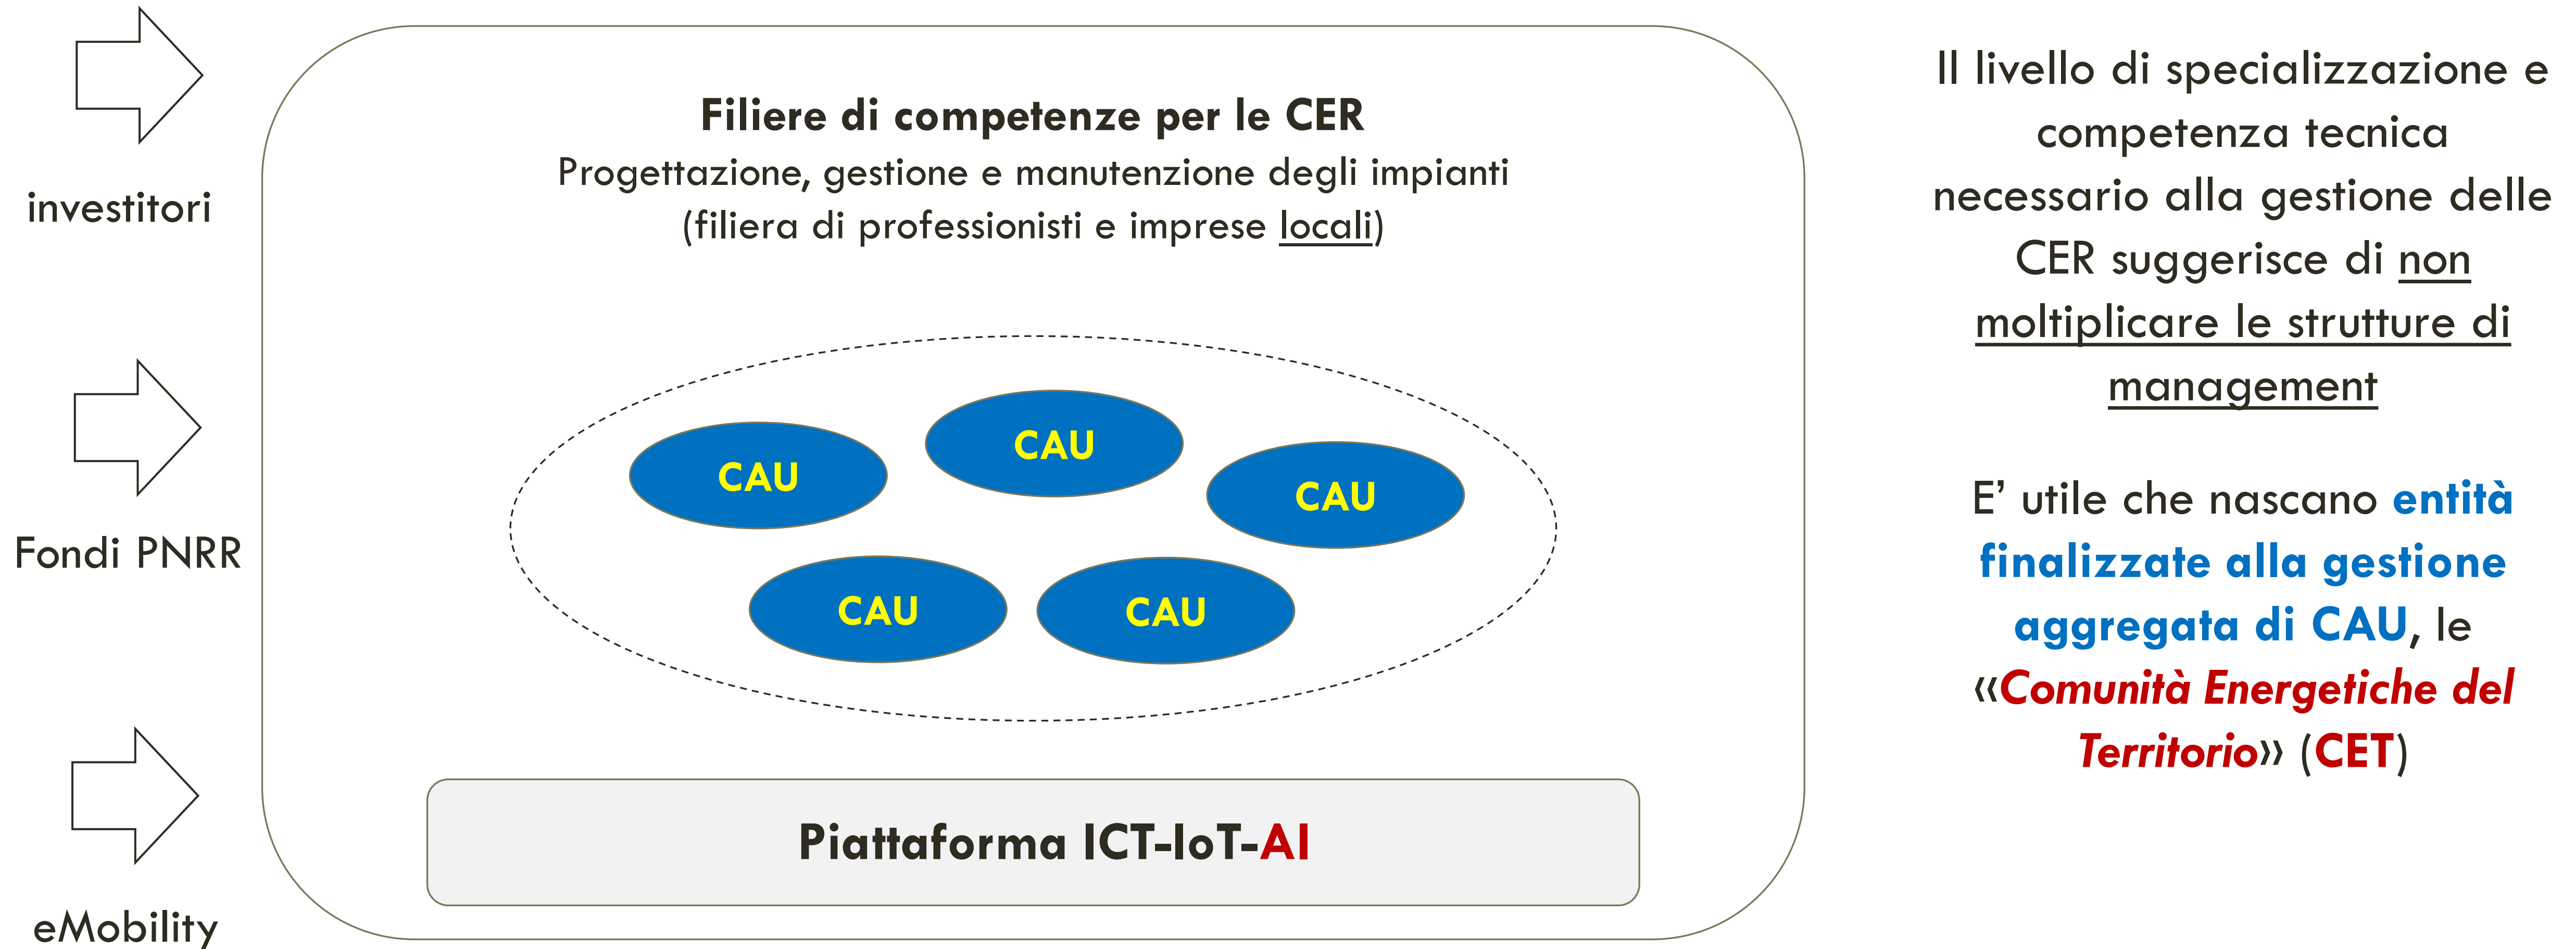 investitori
Fondi PNRR
eMobility
Filiere di competenze per le CER
Progettazione, gestione e manutenzione degli impianti
(filiera di professionisti e imprese locali)
CAU
CAU
CAU
CAU
CAU
Piattaforma ICT-IoT-AI
Il livello di specializzazione e
competenza tecnica
necessario alla gestione delle
CER suggerisce di non
moltiplicare le strutture di
management
E’ utile che nascano entità
finalizzate alla gestione
aggregata di CAU, le
«Comunità Energetiche del
Territorio» (CET)